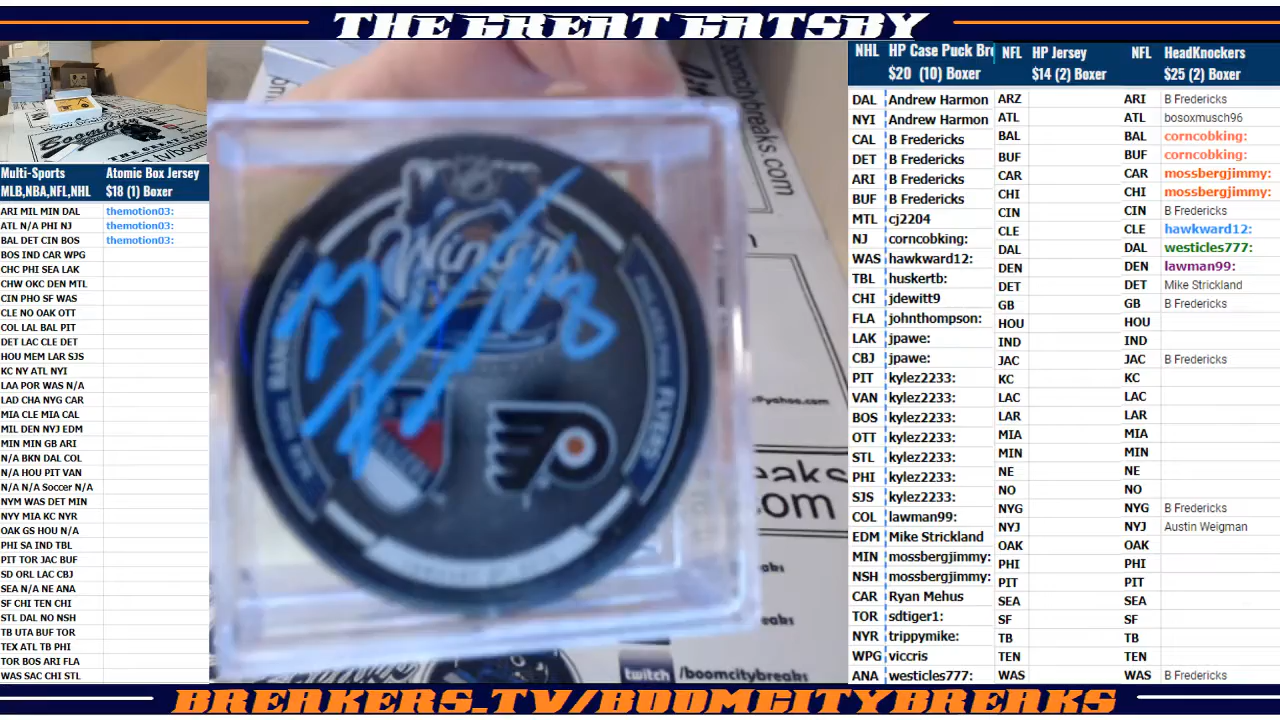 THE GREAT GATSBY
Multi-Sports
MLB,NBA,NFL,NHL
Atomic Box Jersey
$18 (1) Boxer
ARI MIL MIN DAL themotion03:
ATL N/A PHI NJ themotion03:
BAL DET CIN BOS themotion03:
BOS IND CAR WPG
CHC PHI SEA LAK
CHW OKC DEN MTL
CIN PHO SF WAS
CLE NO OAK OTT
COL LAL BAL PIT
DET LAC CLE DET
HOU MEM LAR SJS
KC NY ATL NYI
LAA POR WAS N/A
LAD CHA NYG CAR
MIA CLE MIA CAL
MIL DEN NYJ EDM
MIN MIN GB ARI
N/A BKN DAL COL
N/A HOU PIT VAN
N/A N/A Soccer N/A
NYM WAS DET MIN
NYY MIA KC NYR
OAK GS HOU N/A
PHI SA IND TBL
PIT TOR JAC BUF
SD ORL LAC CBJ
SEA N/A NE ANA
SF CHI TEN CHI
STL DAL NO NSH
TB UTA BUF TOR
TEX ATL TB PHI
TOR BOS ARI FLA
WAS SAC CHI STL
boomcitybreaks.com
FLYERS
twitch /boomcitybreaks
NHL HP Case Puck Bre
$20 (10) Boxer
DAL Andrew Harmon
NYI Andrew Harmon
CAL B Fredericks
DET B Fredericks
ARI B Fredericks
BUF B Fredericks
MTL cj2204
NJ corncobking:
WAS hawkward12:
TBL huskertb:
CHI jdewitt9
FLA johnthompson:
LAK jpawe:
CBJ jpawe:
PIT kylez2233:
VAN kylez2233:
BOS kylez2233:
OTT kylez2233:
STL kylez2233:
PHI kylez2233:
SJS kylez2233:
COL lawman99:
EDM Mike Strickland
MIN mossbergjimmy:
NSH mossbergjimmy:
CAR Ryan Mehus
TOR sdtiger1:
NYR trippymike:
WPG viccris
ANA westicles777:
NFL HP Jersey
$14 (2) Boxer
ARZ
ATL
BAL
BUF
CAR
CHI
CIN
CLE
DAL
DEN
DET
GB
HOU
IND
JAC
KC
LAC
LAR
MIA
MIN
NE
NO
NYG
NYJ
OAK
PHI
PIT
SEA
SF
TB
TEN
WAS
NFL HeadKnockers
$25 (2) Boxer
ARI B Fredericks
ATL bosoxmusch96
BAL corncobking:
BUF corncobking:
CAR mossbergjimmy:
CHI mossbergjimmy:
CIN B Fredericks
CLE hawkward12:
DAL westicles777:
DEN lawman99:
DET Mike Strickland
GB B Fredericks
HOU
IND
JAC B Fredericks
KC
LAC
LAR
MIA
MIN
NE
NO
NYG B Fredericks
NYJ Austin Weigman
OAK
PHI
PIT
SEA
SF
TB
TEN
WAS B Fredericks
BREAKERS.TV/BOOMCITYBREAKS